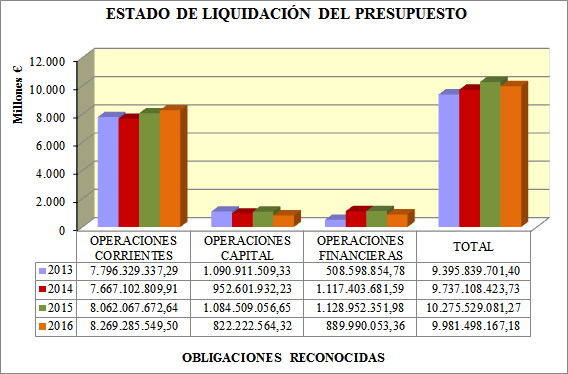 ESTADO DE LIQUIDACIÓN DEL PRESUPUESTO
Millones €
12.000
10.000
8.000
6.000
4.000
2.000
0
OPERACIONES CORRIENTES OPERACIONES CAPITAL OPERACIONES FINANCIERAS TOTAL
2013 7.796.329.337,29 1.090.911.509,33 508.598.854,78 9.395.839.701,40
2014 7.667.102.809,91 952.601.932,23 1.117.403.681,59 9.737.108.423,73
2015 8.062.067.672,64 1.084.509.056,65 1.128.952.351,98 10.275.529.081,27
2016 8.269.285.549,50 822.222.564,32 889.990.053,36 9.981.498.167,18
OBLIGACIONES RECONOCIDAS